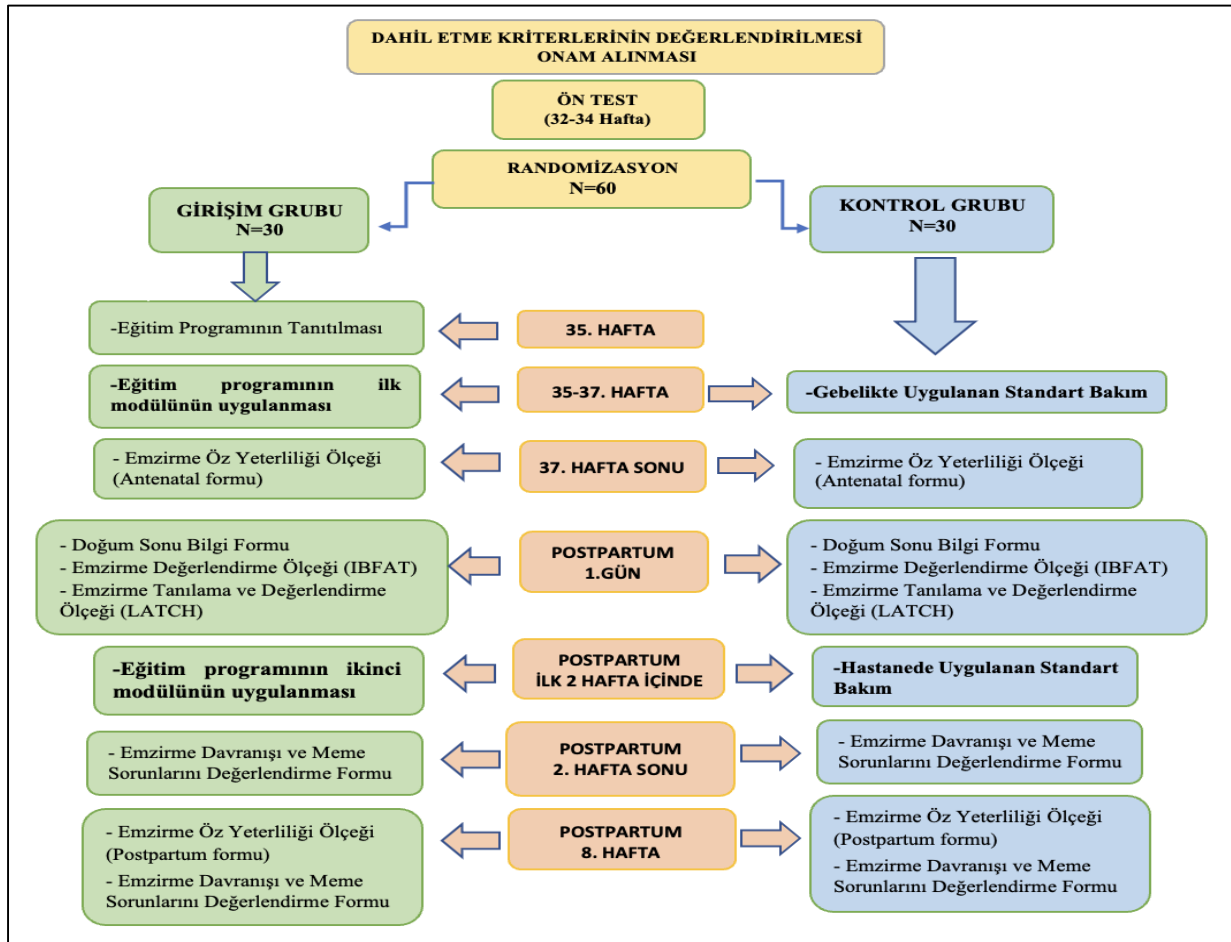 DAHİL ETME KRİTERLERİNİN DEĞERLENDİRİLMESİ
ONAM ALINMASI
ÖN TEST
(32-34 Hafta)
RANDOMİZASYON
N=60
GİRİŞİM GRUBU
N=30
KONTROL GRUBU
N=30
-Eğitim Programının Tanıtılması
35. HAFTA
-Eğitim programının ilk
modülünün uygulanması
35-37. HAFTA
-Gebelikte Uygulanan Standart Bakım
- Emzirme Öz Yeterliliği Ölçeği
(Antenatal formu)
37. HAFTA SONU
- Emzirme Öz Yeterliliği Ölçeği
(Antenatal formu)
- Doğum Sonu Bilgi Formu
- Emzirme Değerlendirme Ölçeği (IBFAT)
- Emzirme Tanılama ve Değerlendirme
Ölçeği (LATCH)
POSTPARTUM
1.GÜN
- Doğum Sonu Bilgi Formu
- Emzirme Değerlendirme Ölçeği (IBFAT)
- Emzirme Tanılama ve Değerlendirme
Ölçeği (LATCH)
-Eğitim programının ikinci
modülünün uygulanması
POSTPARTUM
İLK 2 HAFTA İÇİNDE
-Hastanede Uygulanan Standart
Bakım
- Emzirme Davranışı ve Meme
Sorunlarını Değerlendirme Formu
POSTPARTUM
2. HAFTA SONU
- Emzirme Davranışı ve Meme
Sorunlarını Değerlendirme Formu
- Emzirme Öz Yeterliliği Ölçeği
(Postpartum formu)
- Emzirme Davranışı ve Meme
Sorunlarını Değerlendirme Formu
POSTPARTUM
8. HAFTA
- Emzirme Öz Yeterliliği Ölçeği
(Postpartum formu)
- Emzirme Davranışı ve Meme
Sorunlarını Değerlendirme Formu